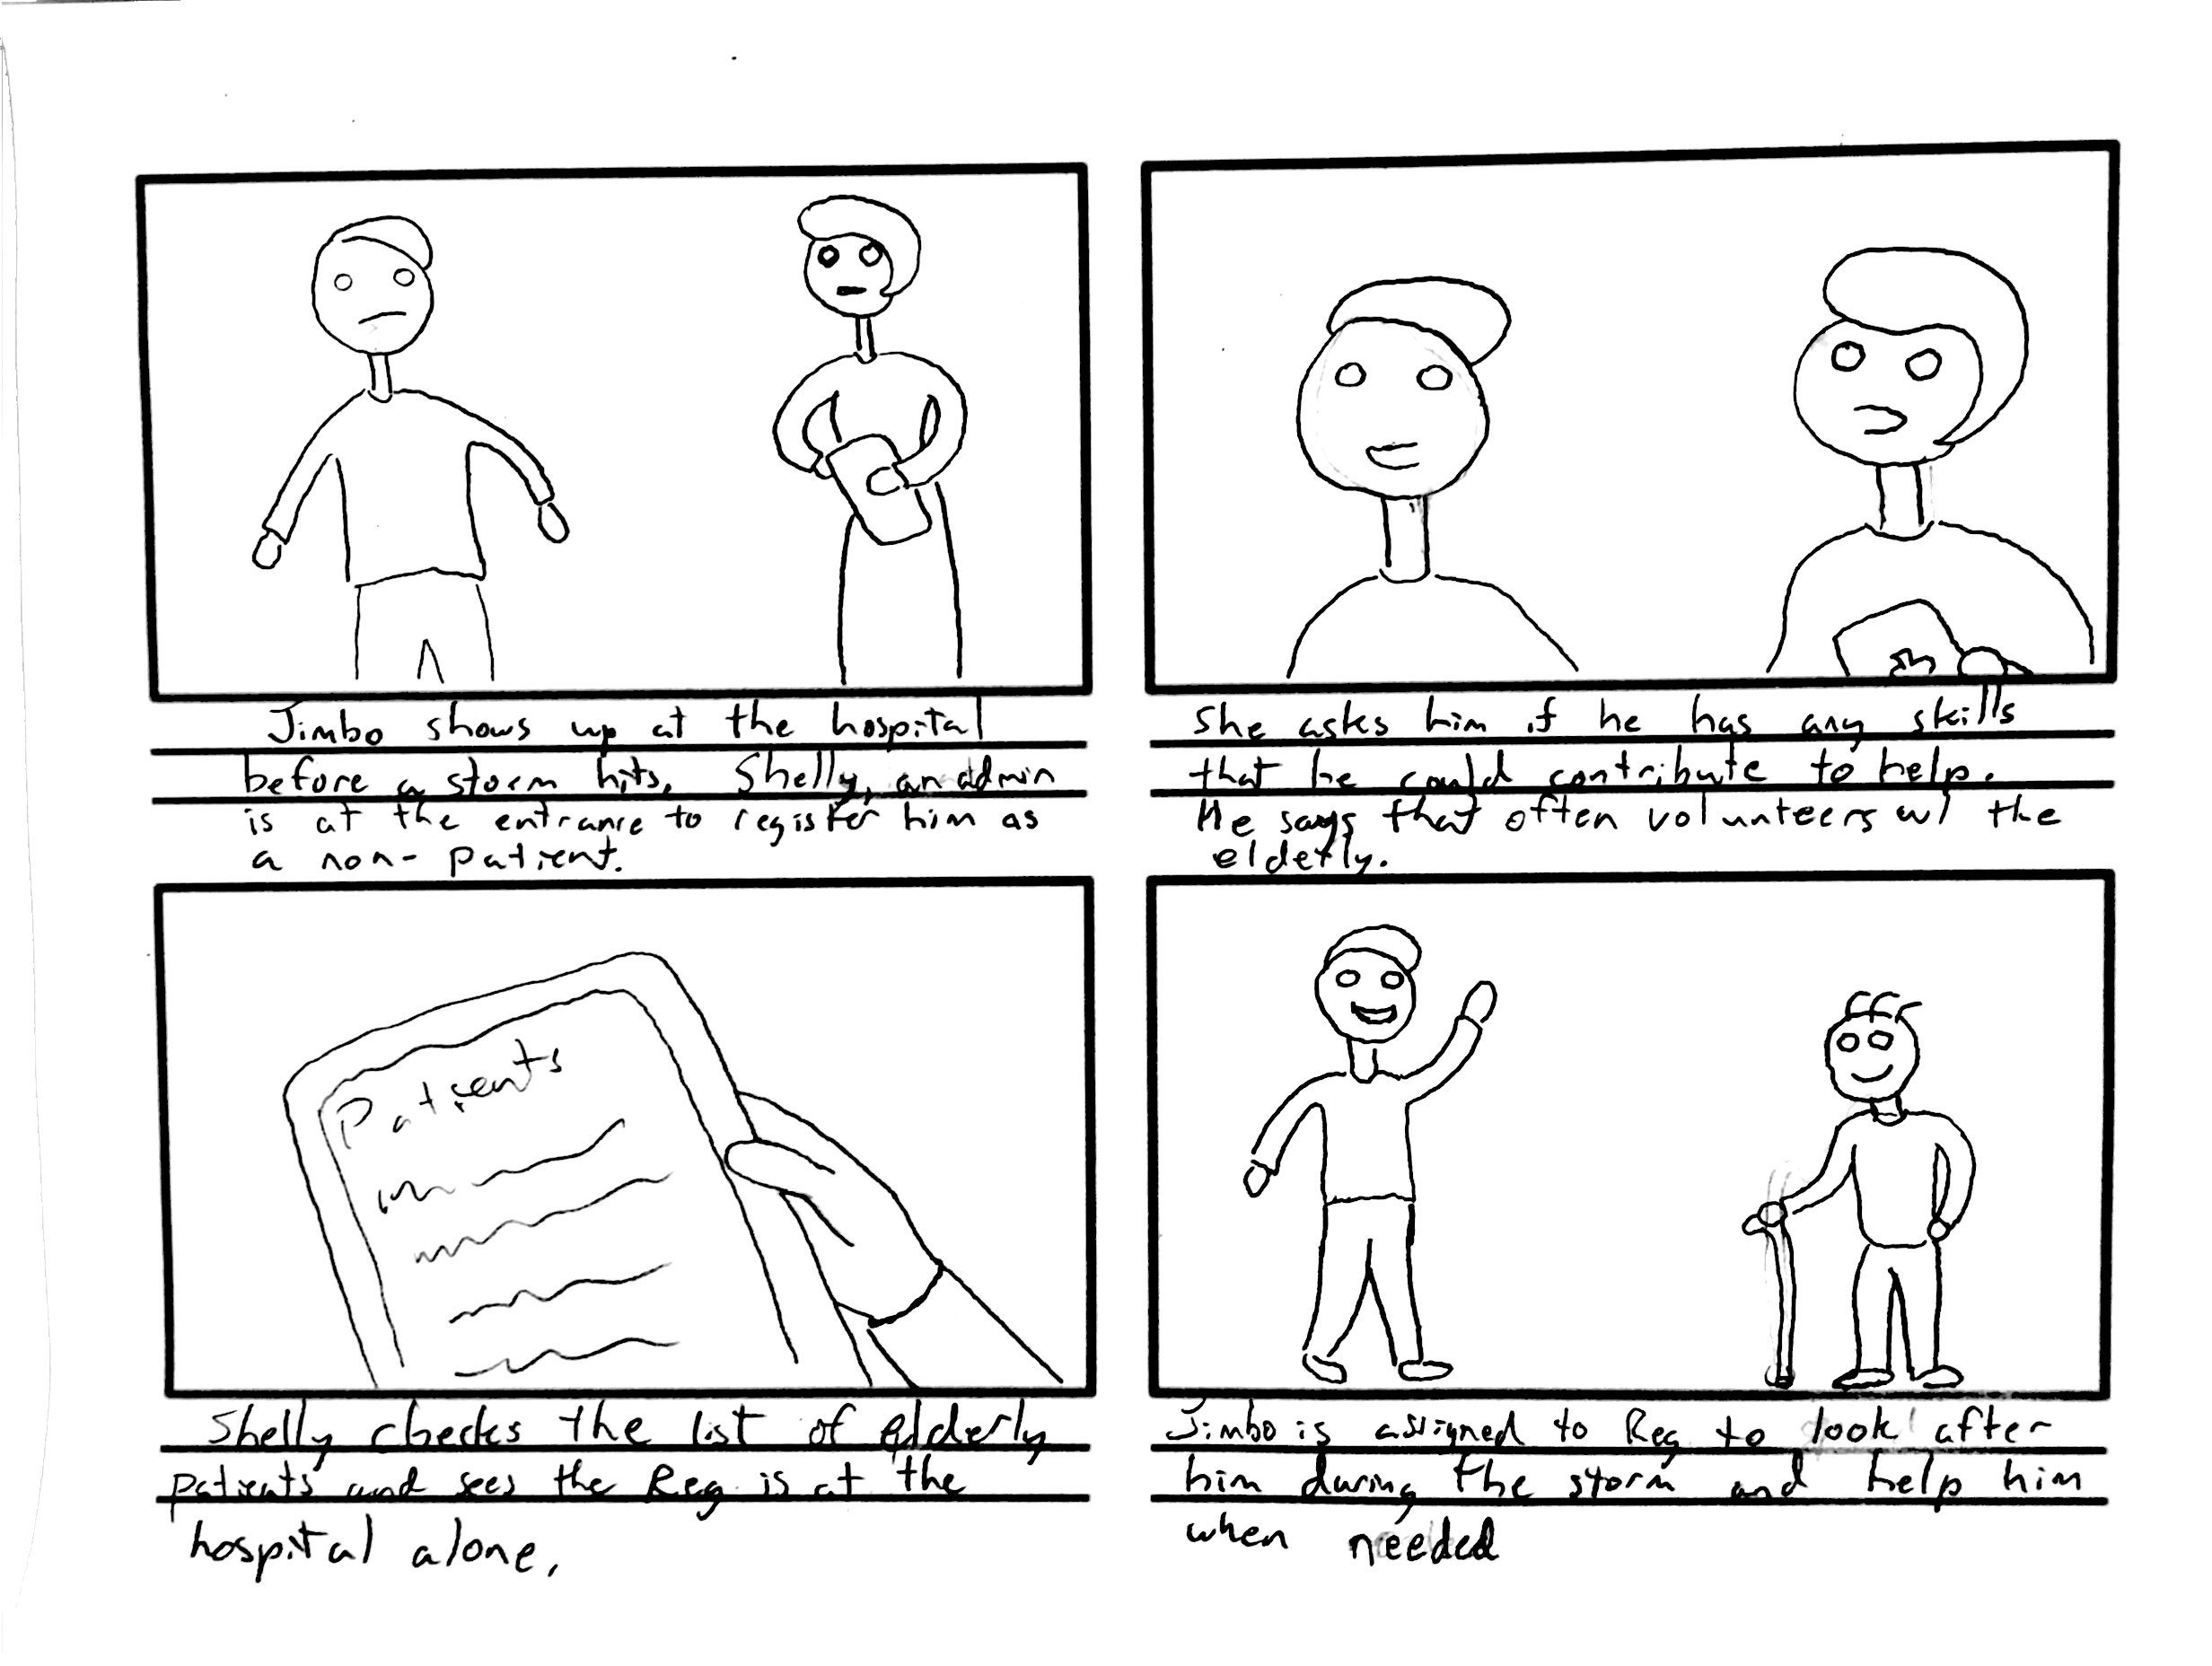 Jimbo shows up at the hospital
before a storm hits. Shelly, an admin
is at the entrance to register him as
a non-patient.
She asks him if he has any skills
that he could contribute to help.
He says that often volunteers w/ the
elderly.
Patients
Shelly checks the list of elderly
patients and sees the Reg is at the
hospital alone.
Jimbo is assigned to Reg to look after
him during the storm and help him
when needed